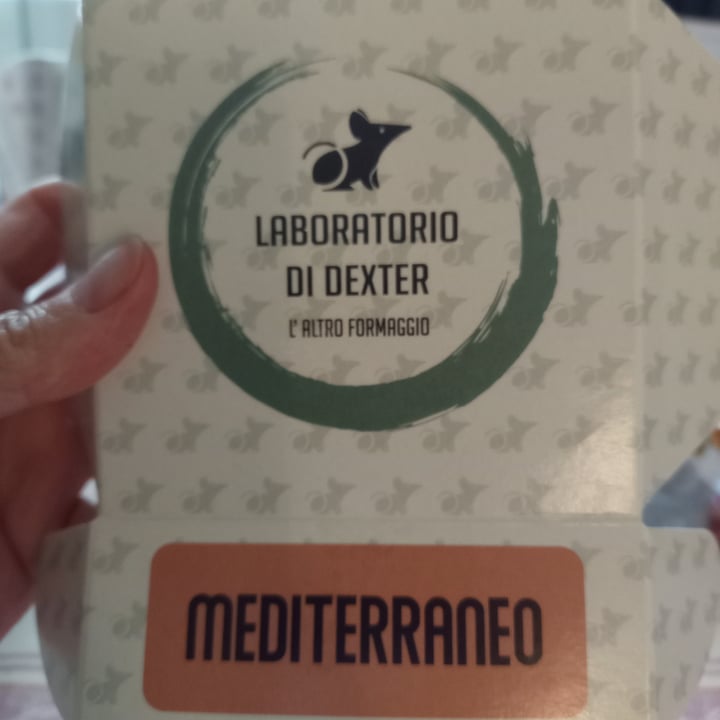 LABORATORIO
DI DEXTER
L'ALTRO FORMAGGIO
MEDITERRANEO